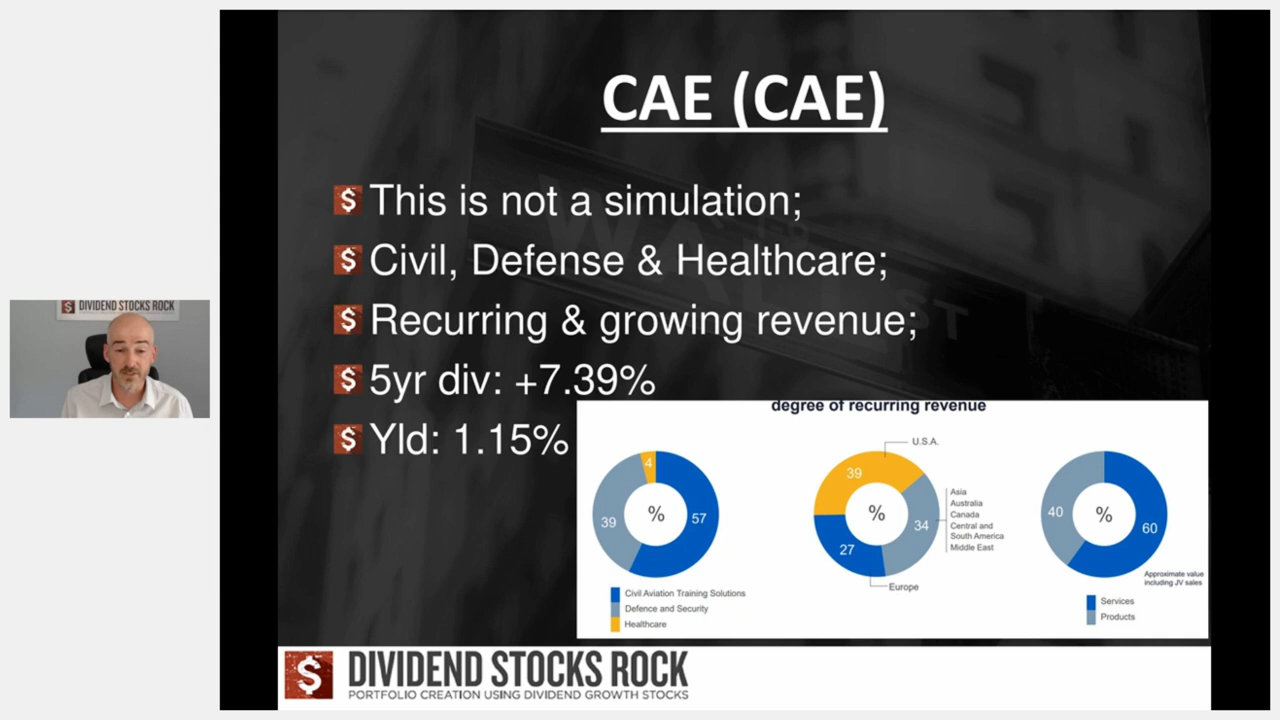 CAE (CAE)
This is not a simulation;
Civil, Defense & Healthcare;
Recurring & growing revenue;
5yr div: +7.39%
Yld: 1.15%
degree of recurring revenue
4
39
%
57
Civil Aviation Training Solutions
Defence and Security
Healthcare
U.S.A.
39
%
34
27
Asia
Australia
Canada
Central and
South America
Middle East
Europe
40
%
60
Approximate value
including JV sales
Services
Products
DIVIDEND STOCKS ROCK
PORTFOLIO CREATION USING DIVIDEND GROWTH STOCKS
DIVIDEND STOCKS ROCK